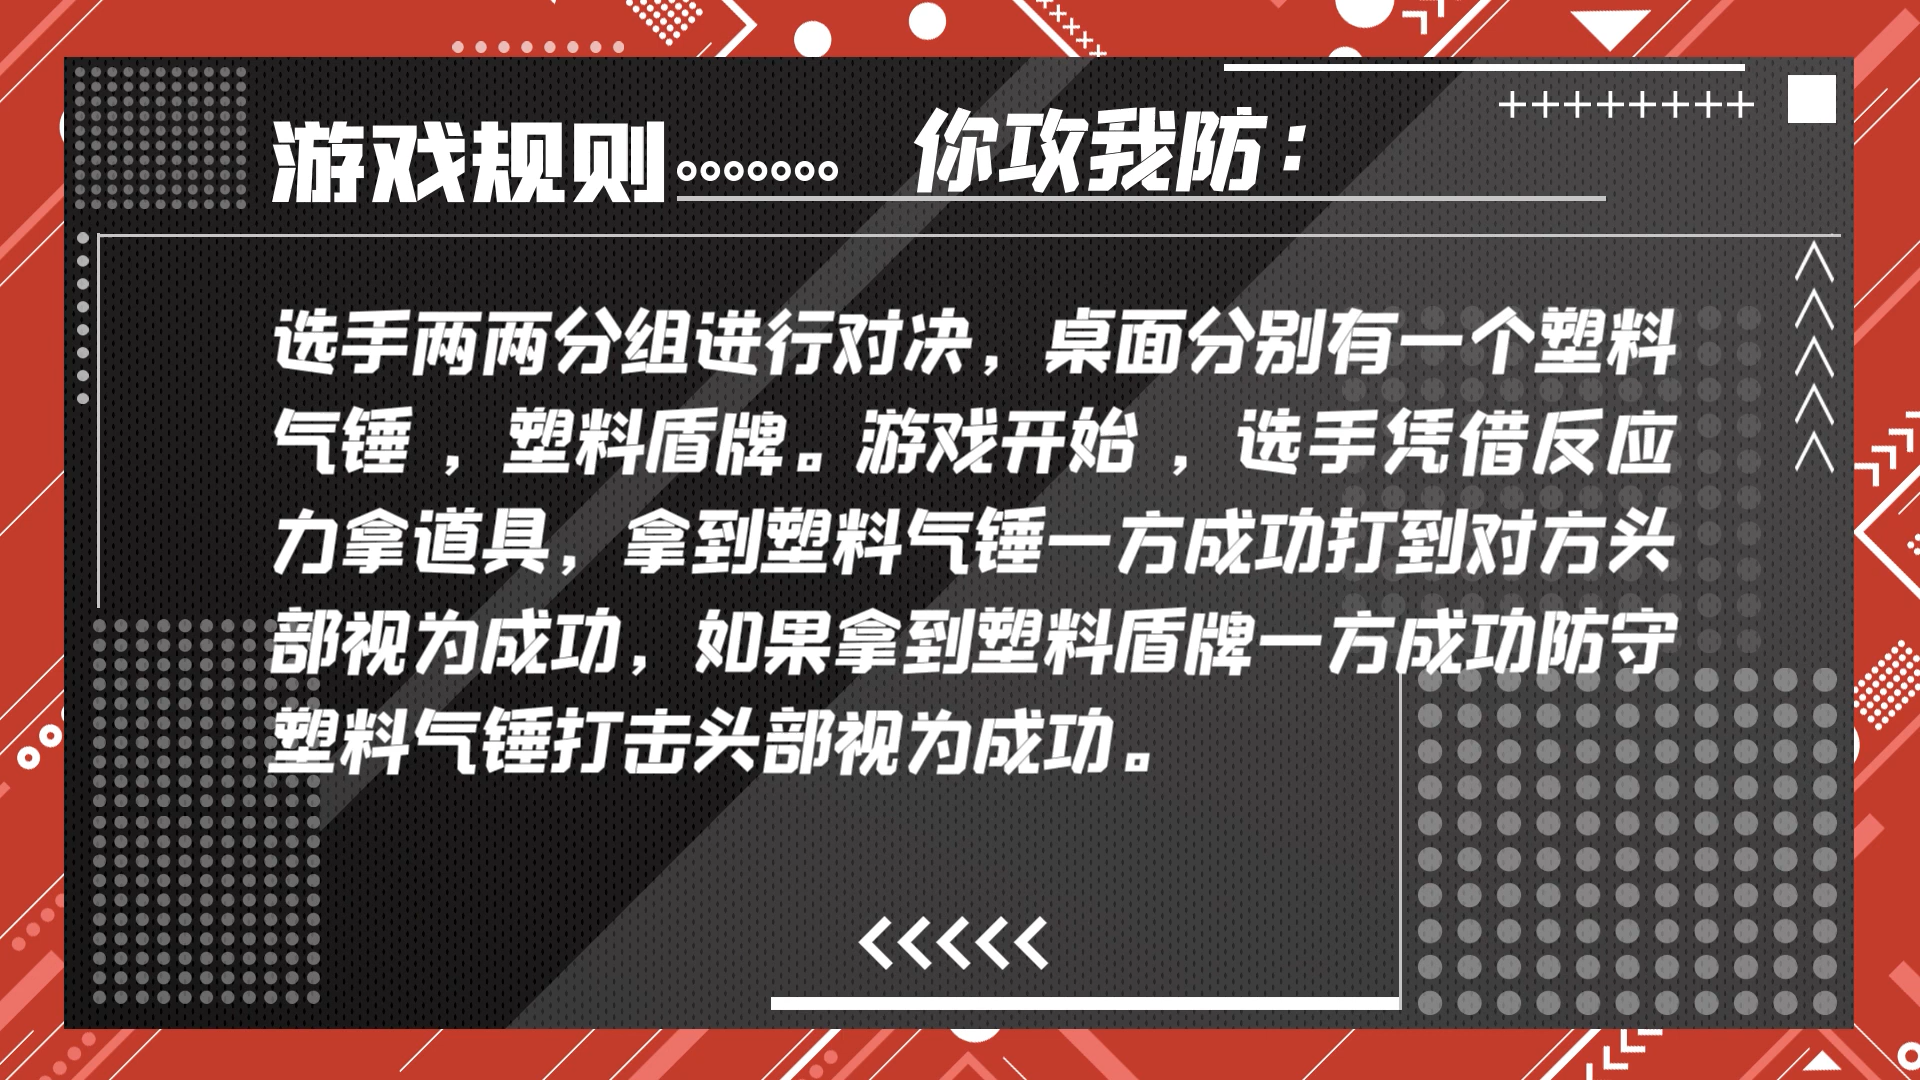 游戏规则 你攻我防：
选手两两分组进行对决，桌面分别有一个塑料
气锤，塑料盾牌。游戏开始，选手凭借反应
力拿道具，拿到塑料气锤一方成功打到对方头
部视为成功，如果拿到塑料盾牌一方成功防守
塑料气锤打击头部视为成功。